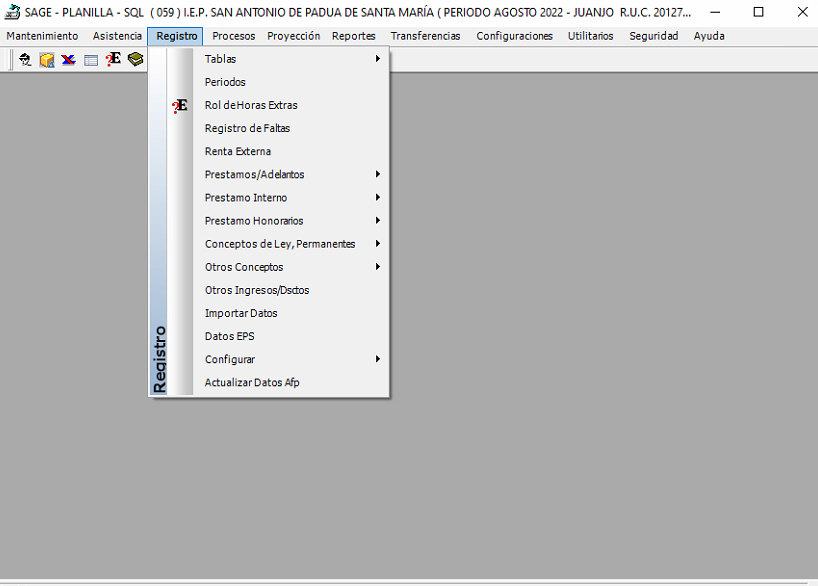 SAGE - PLANILLA - SQL ( 059 ) I.E.P. SAN ANTONIO DE PADUA DE SANTA MARÍA ( PERIODO AGOSTO 2022 - JUANJO R.U.C. 20127...
Mantenimiento Asistencia Registro Procesos Proyección Reportes Transferencias Configuraciones Utilitarios Seguridad Ayuda
Tablas
Periodos
?E Rol de Horas Extras
Registro de Faltas
Renta Externa
Prestamos/Adelantos
Prestamo Interno
Prestamo Honorarios
Conceptos de Ley, Permanentes
Otros Conceptos
Otros Ingresos/Dsctos
Importar Datos
Datos EPS
Configurar
Actualizar Datos Afp
Registro